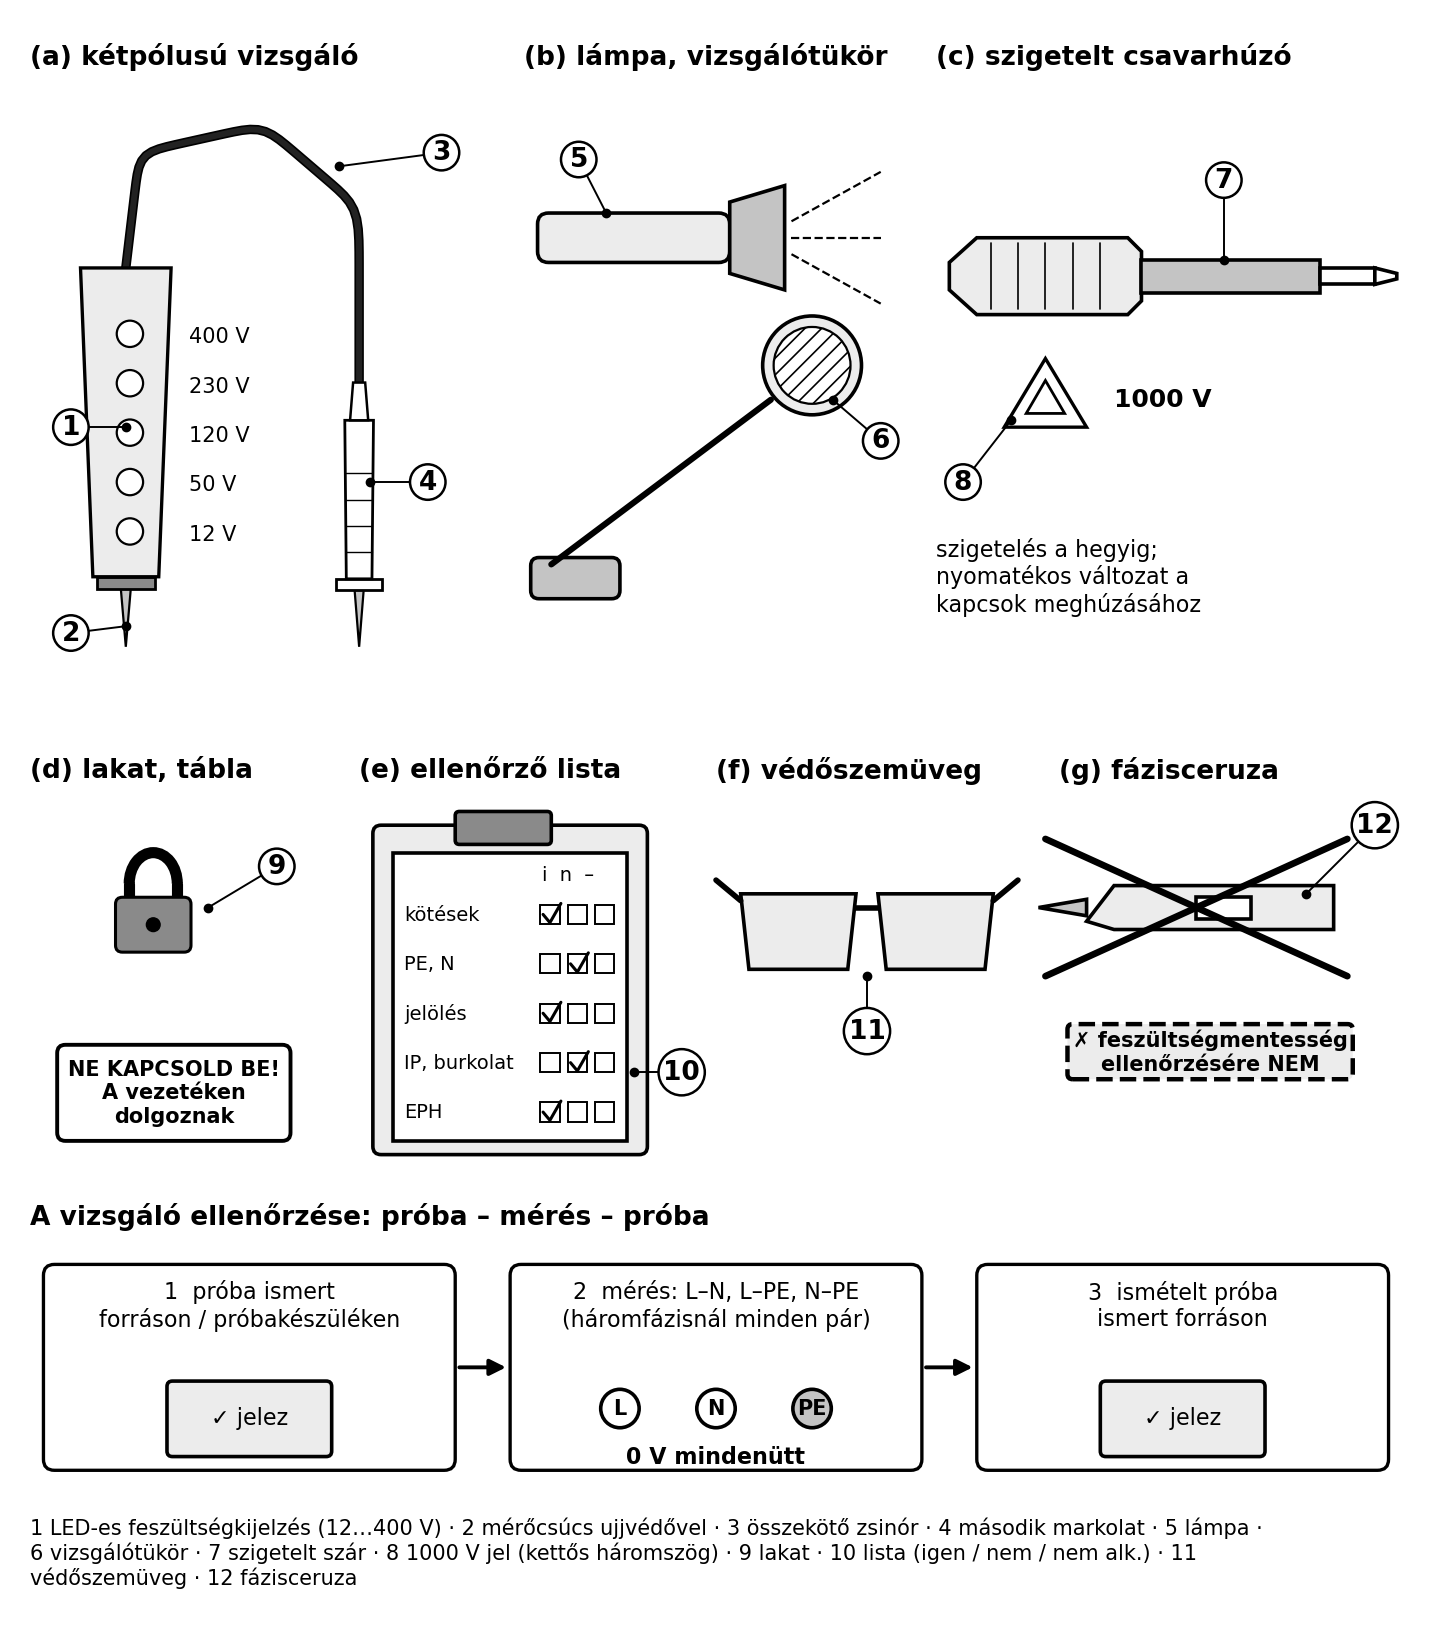 (a) kétpólusú vizsgáló
(b) lámpa, vizsgálótükör
(c) szigetelt csavarhúzó
3
5
7
400 V
230 V
1
120 V
50 V
12 V
4
2
6
1000 V
8
szigetelés a hegyig;
nyomatékos változat a
kapcsok meghúzásához
(d) lakat, tábla
(e) ellenőrző lista
(f) védőszemüveg
(g) fázisceruza
9
NE KAPCSOLD BE!
A vezetéken
dolgoznak
i n –
kötések
PE, N
jelölés
IP, burkolat
EPH
10
11
12
✗ feszültségmentesség
ellenőrzésére NEM
A vizsgáló ellenőrzése: próba – mérés – próba
1 próba ismert
forráson / próbakészüléken
✓ jelez
2 mérés: L–N, L–PE, N–PE
(háromfázisnál minden pár)
L N PE
0 V mindenütt
3 ismételt próba
ismert forráson
✓ jelez
1 LED-es feszültségkijelzés (12…400 V) · 2 mérőcsúcs ujjvédővel · 3 összekötő zsinór · 4 második markolat · 5 lámpa ·
6 vizsgálótükör · 7 szigetelt szár · 8 1000 V jel (kettős háromszög) · 9 lakat · 10 lista (igen / nem / nem alk.) · 11
védőszemüveg · 12 fázisceruza